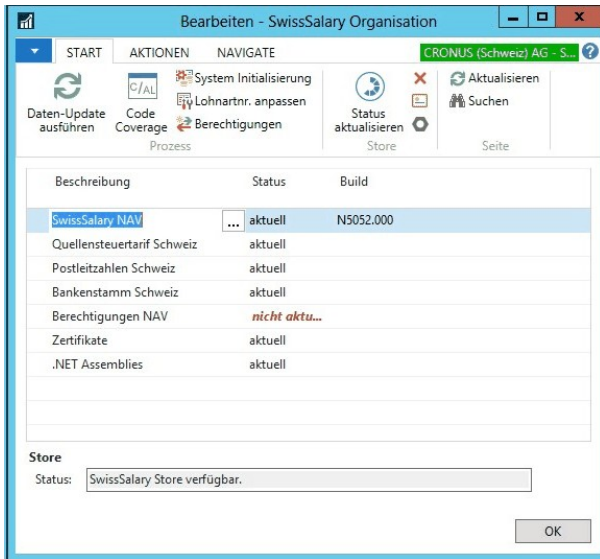 Bearbeiten - SwissSalary Organisation
START AKTIONEN NAVIGATE CRONUS (Schweiz) AG - S...
Daten-Update ausführen
Code Coverage
C/AL
System Initialisierung
Lohnartnr. anpassen
Berechtigungen
Prozess
Status aktualisieren
Store
Aktualisieren
Suchen
Seite
Beschreibung Status Build
SwissSalary NAV ... aktuell N5052.000
Quellensteuertarif Schweiz aktuell
Postleitzahlen Schweiz aktuell
Bankenstamm Schweiz aktuell
Berechtigungen NAV nicht aktu...
Zertifikate aktuell
.NET Assemblies aktuell
Store
Status: SwissSalary Store verfügbar.
OK